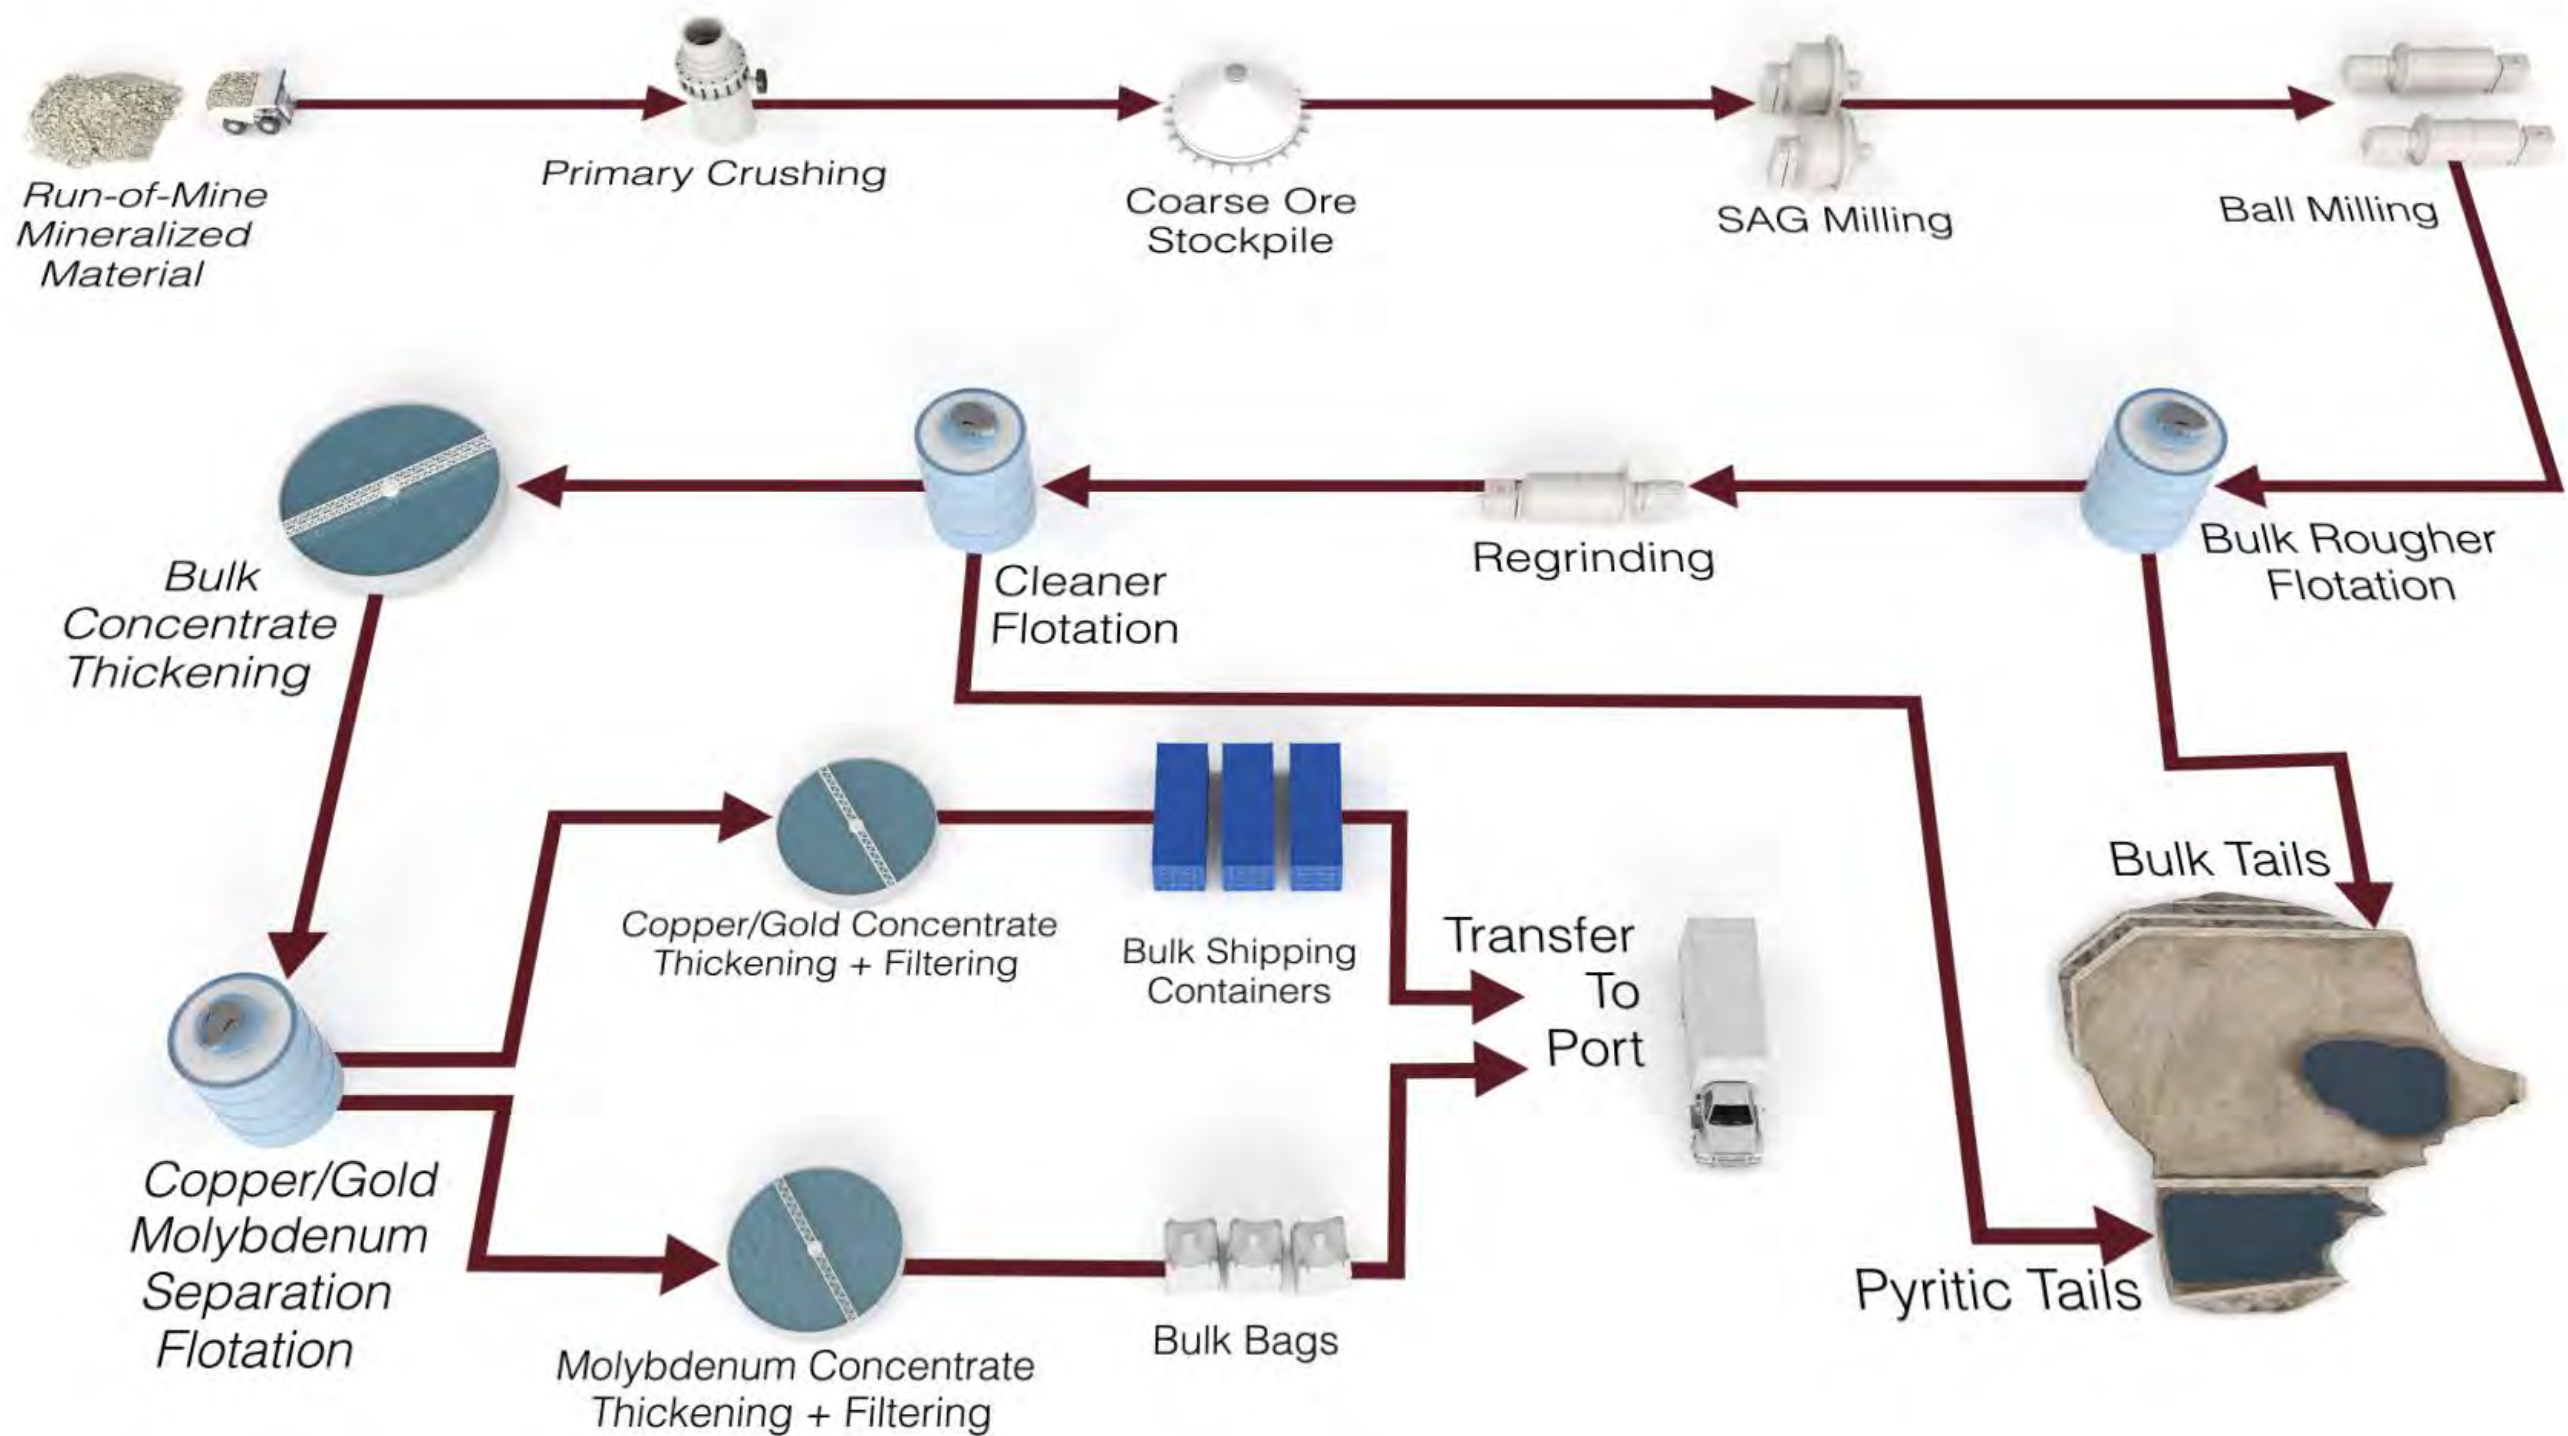 Run-of-Mine
Mineralized
Material
Primary Crushing
Coarse Ore
Stockpile
SAG Milling
Ball Milling
Bulk Rougher
Flotation
Regrinding
Cleaner
Flotation
Bulk
Concentrate
Thickening
Copper/Gold
Molybdenum
Separation
Flotation
Copper/Gold Concentrate
Thickening + Filtering
Bulk Shipping
Containers
Transfer
To
Port
Molybdenum Concentrate
Thickening + Filtering
Bulk Bags
Bulk Tails
Pyritic Tails